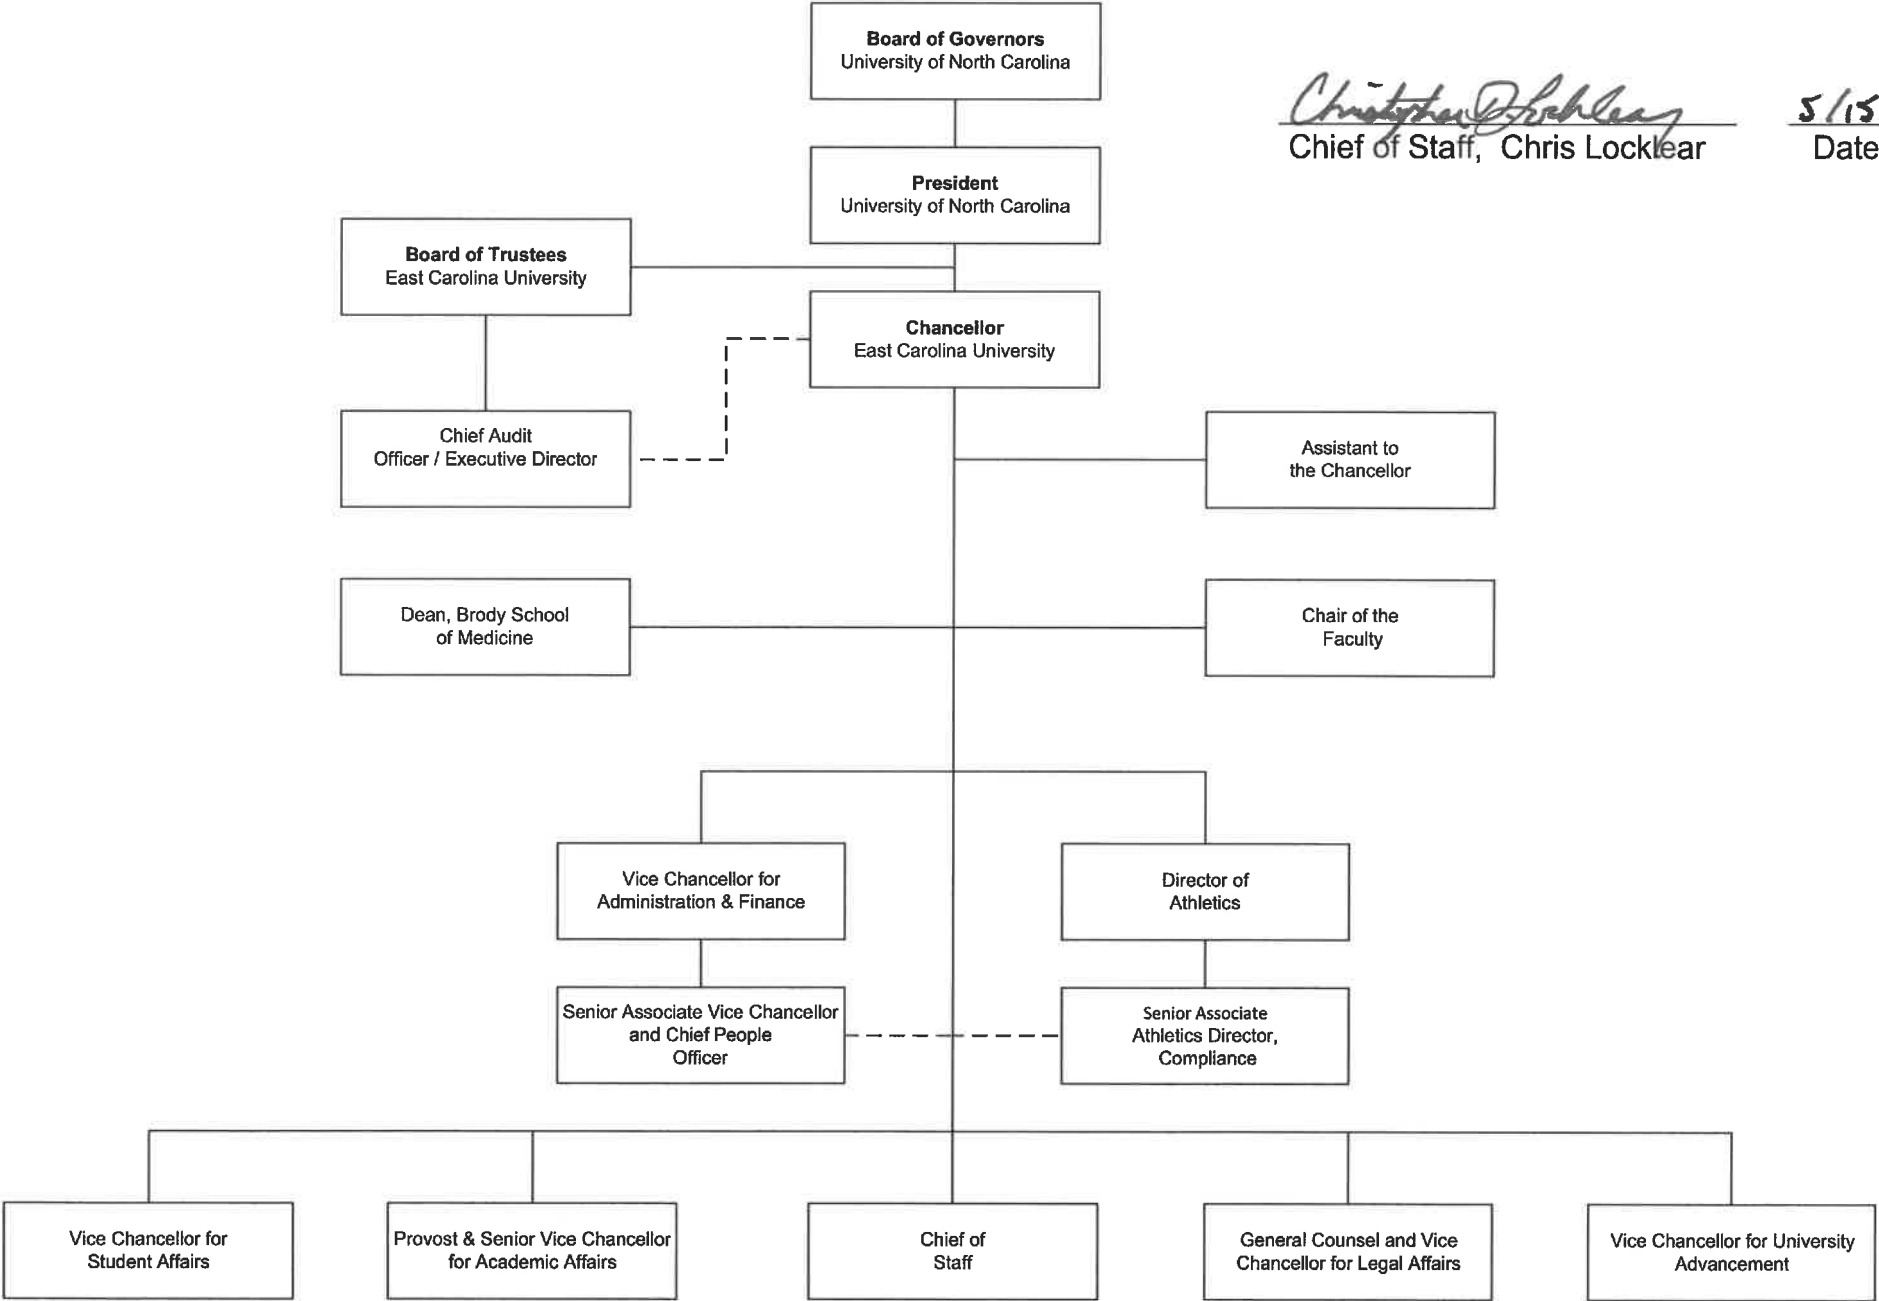 Board of Governors
University of North Carolina
Christopher D Locklear
5/15
Chief of Staff, Chris Locklear
Date
President
University of North Carolina
Board of Trustees
East Carolina University
Chancellor
East Carolina University
Chief Audit
Officer / Executive Director
Assistant to
the Chancellor
Dean, Brody School
of Medicine
Chair of the
Faculty
Vice Chancellor for
Administration & Finance
Director of
Athletics
Senior Associate Vice Chancellor
and Chief People
Officer
Senior Associate
Athletics Director,
Compliance
Vice Chancellor for
Student Affairs
Provost & Senior Vice Chancellor
for Academic Affairs
Chief of
Staff
General Counsel and Vice
Chancellor for Legal Affairs
Vice Chancellor for University
Advancement